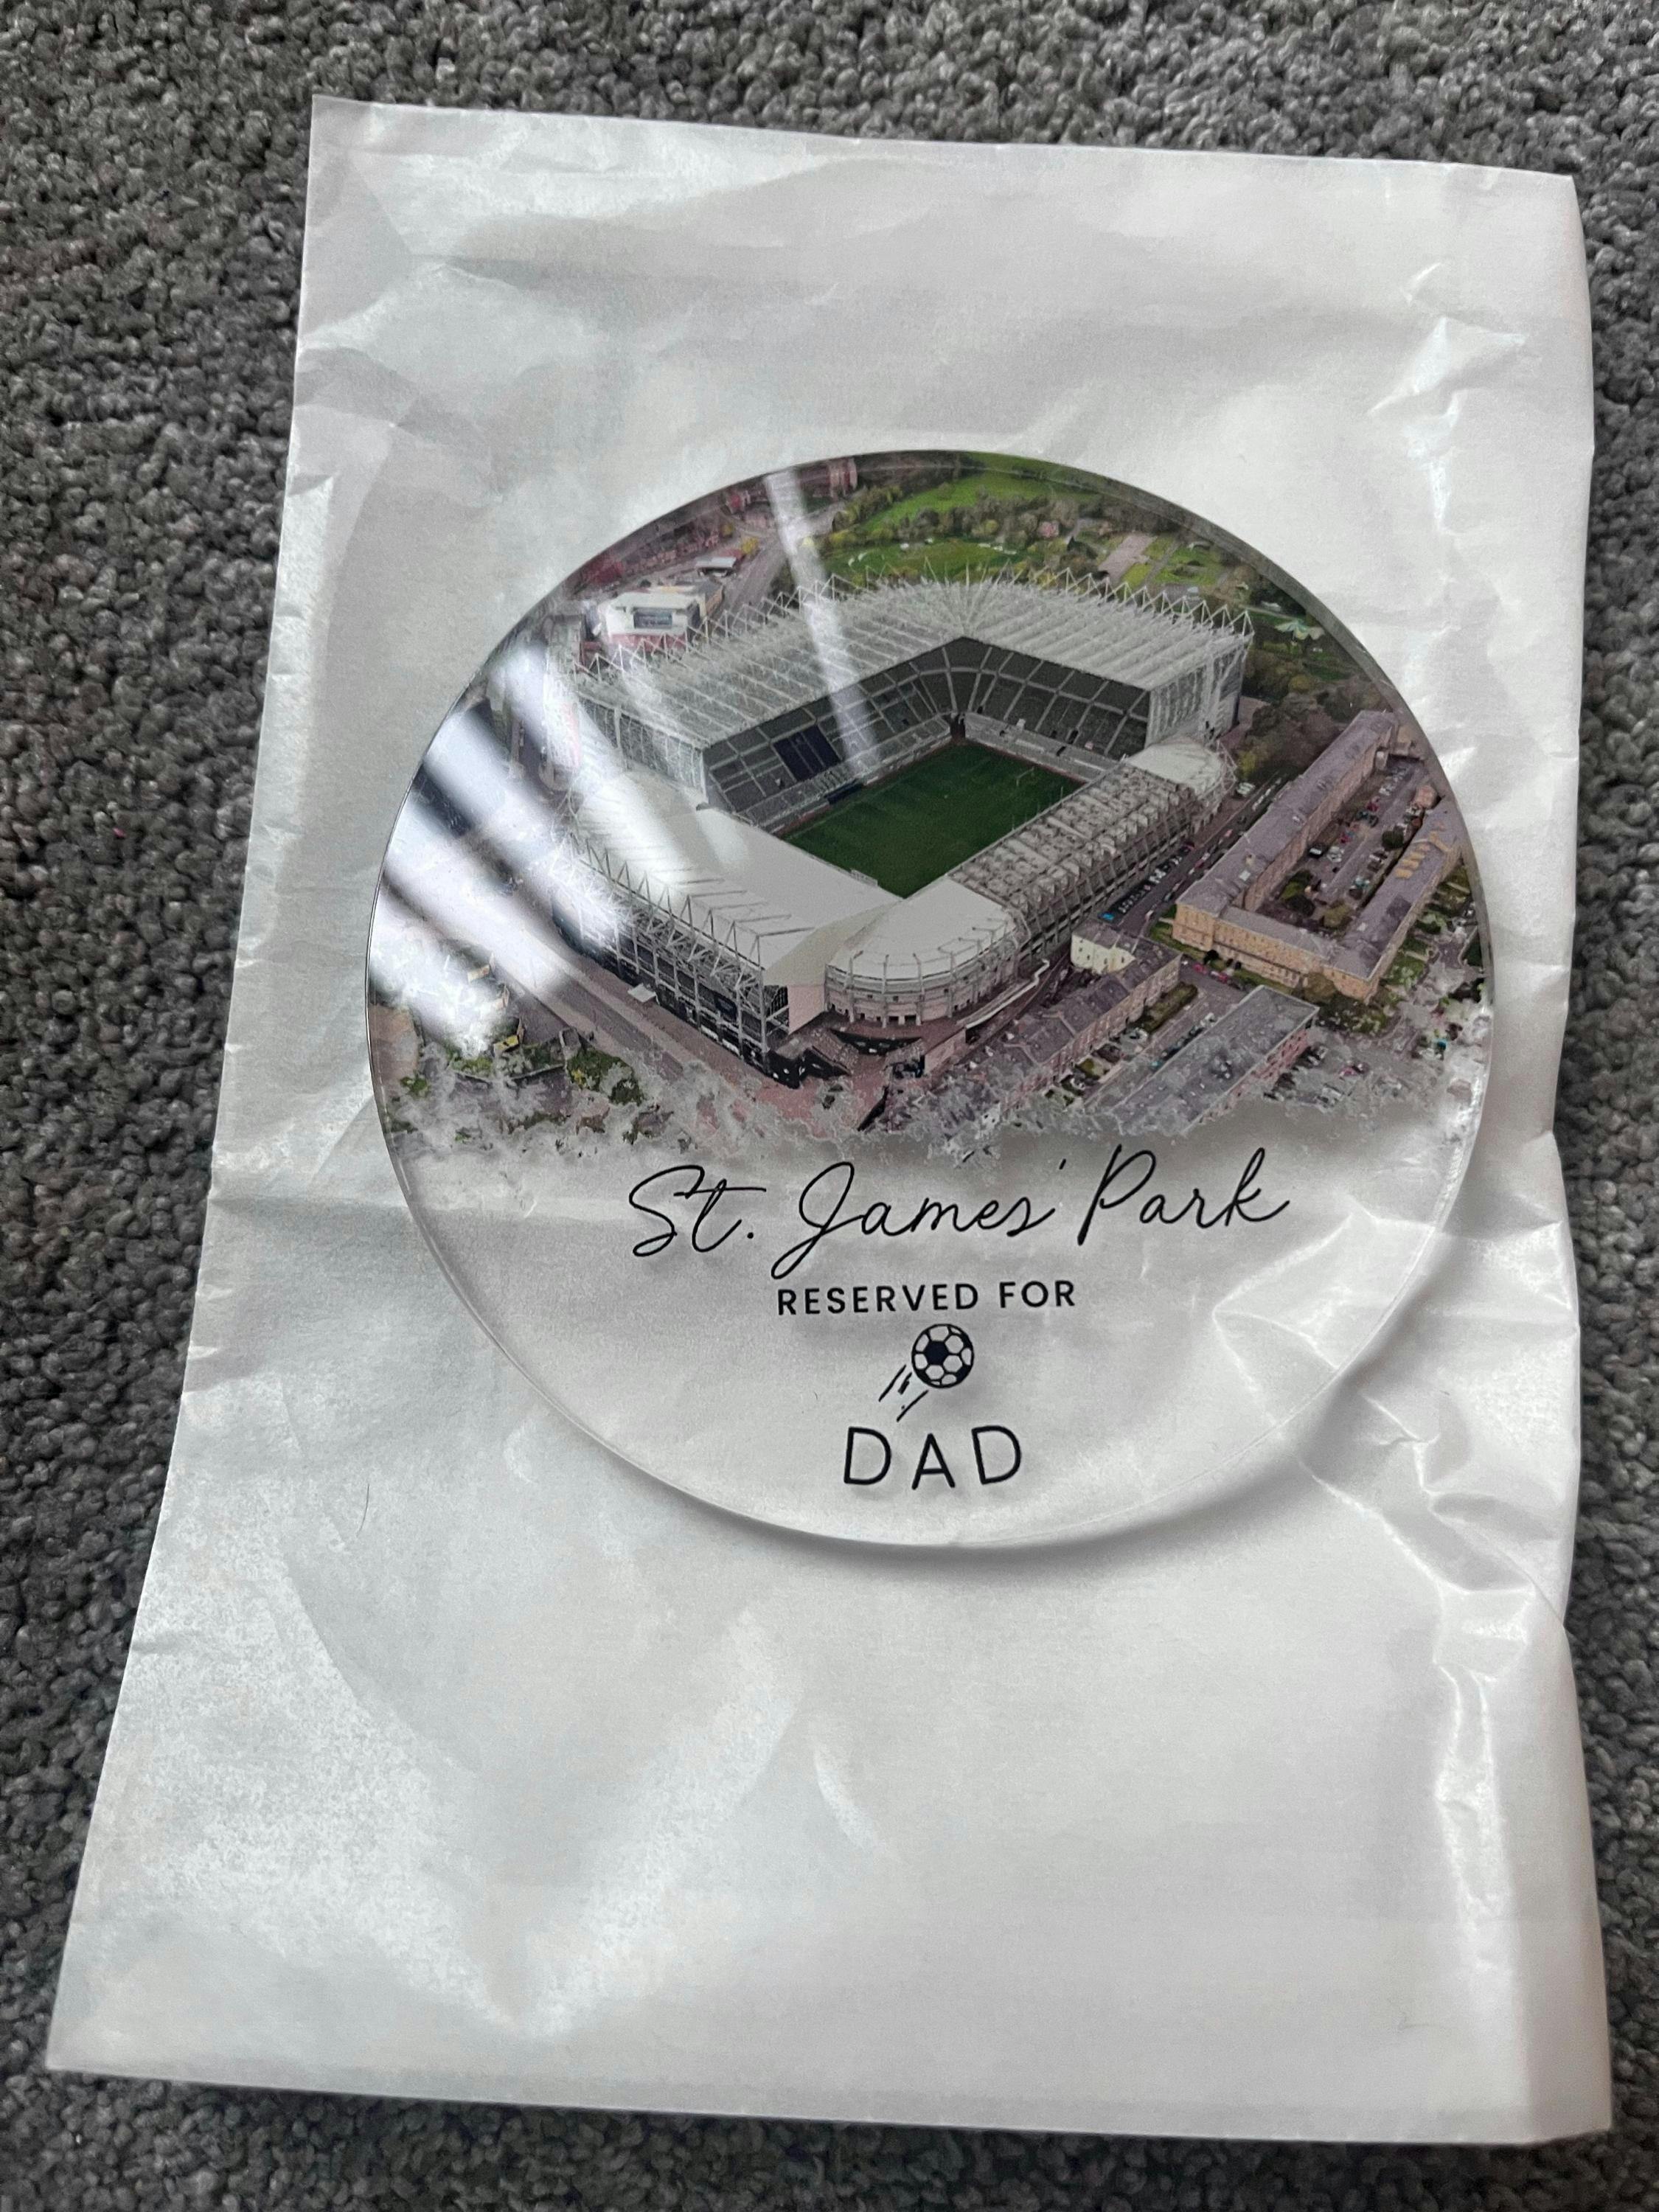 St. James' Park
RESERVED FOR
DAD